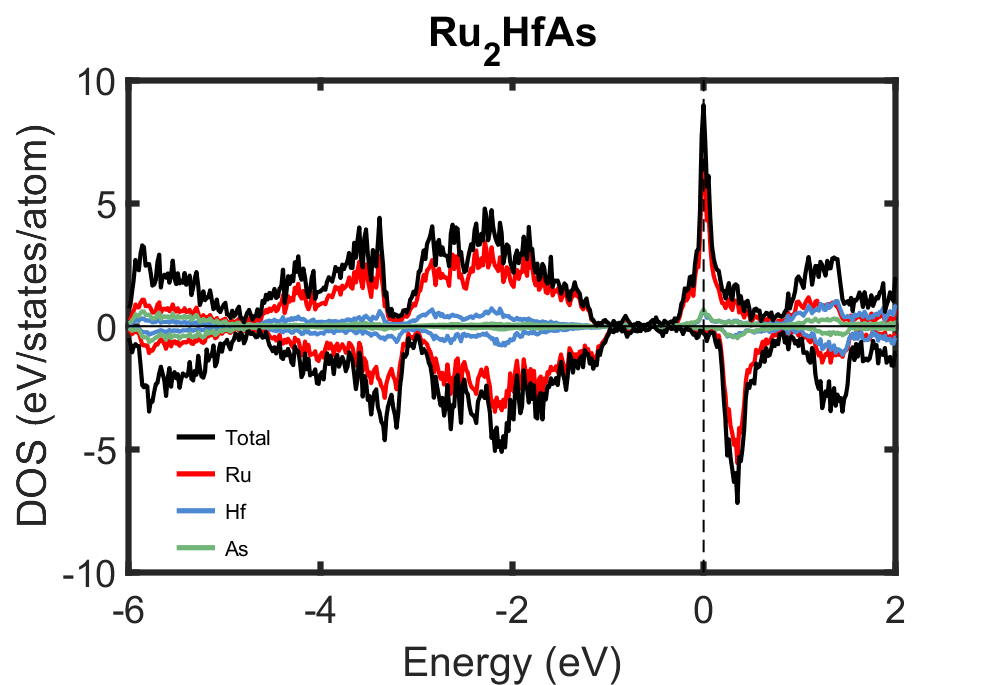 Ru2HfAs
DOS (eV/states/atom)
10
5
0
-5
-10
Total
Ru
Hf
As
-6 -4 -2 0 2
Energy (eV)